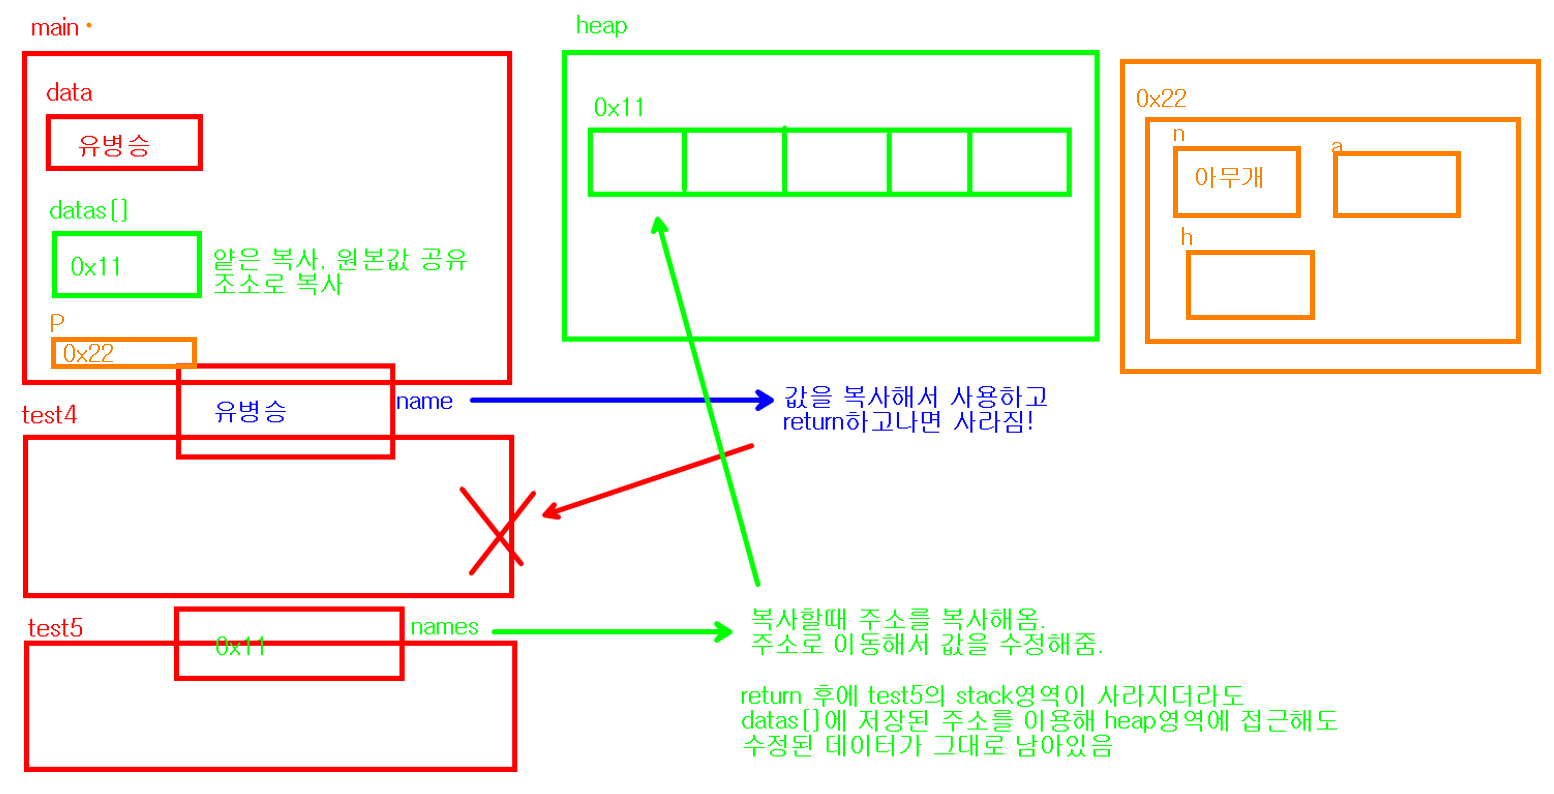 main
data
유병승
datas[]
0x11
얕은 복사, 원본값 공유
조소로 복사
P
0x22
heap
0x11
0x22
n
아무개
a
h
test4
유병승
name
값을 복사해서 사용하고
return하고나면 사라짐!
test5
0x11
names
복사할때 주소를 복사해옴.
주소로 이동해서 값을 수정해줌.
return 후에 test5의 stack영역이 사라지더라도
datas[]에 저장된 주소를 이용해 heap영역에 접근해도
수정된 데이터가 그대로 남아있음